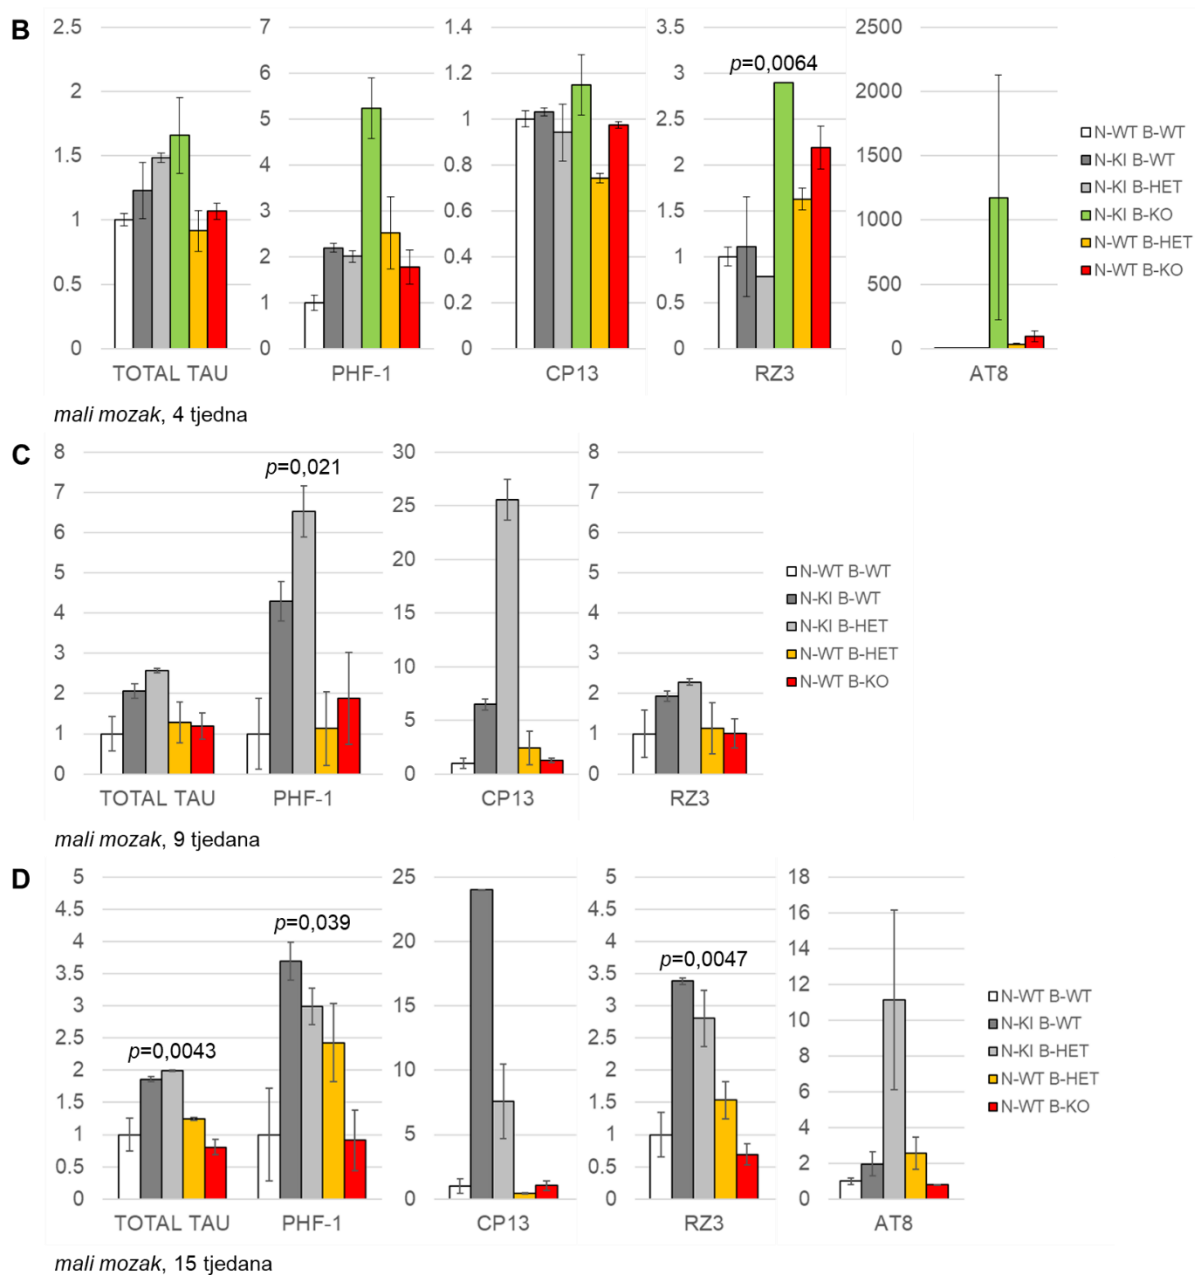 B
2.5
2
1.5
1
0.5
0
TOTAL TAU
7
6
5
4
3
2
1
0
PHF-1
1.4
1.2
1
0.8
0.6
0.4
0.2
0
CP13
3.5
3
2.5
2
1.5
1
0.5
0
p=0,0064
RZ3
2500
2000
1500
1000
500
0
AT8
N-WT B-WT
N-KI B-WT
N-KI B-HET
N-KI B-KO
N-WT B-HET
N-WT B-KO
mali mozak, 4 tjedna
C
8
7
6
5
4
3
2
1
0
p=0,021
TOTAL TAU
PHF-1
30
25
20
15
10
5
0
CP13
8
7
6
5
4
3
2
1
0
RZ3
N-WT B-WT
N-KI B-WT
N-KI B-HET
N-WT B-HET
N-WT B-KO
mali mozak, 9 tjedana
D
5
4.5
4
3.5
3
2.5
2
1.5
1
0.5
0
p=0,0043
p=0,039
TOTAL TAU
PHF-1
25
20
15
10
5
0
CP13
5
4.5
4
3.5
3
2.5
2
1.5
1
0.5
0
p=0,0047
RZ3
18
16
14
12
10
8
6
4
2
0
AT8
N-WT B-WT
N-KI B-WT
N-KI B-HET
N-WT B-HET
N-WT B-KO
mali mozak, 15 tjedana